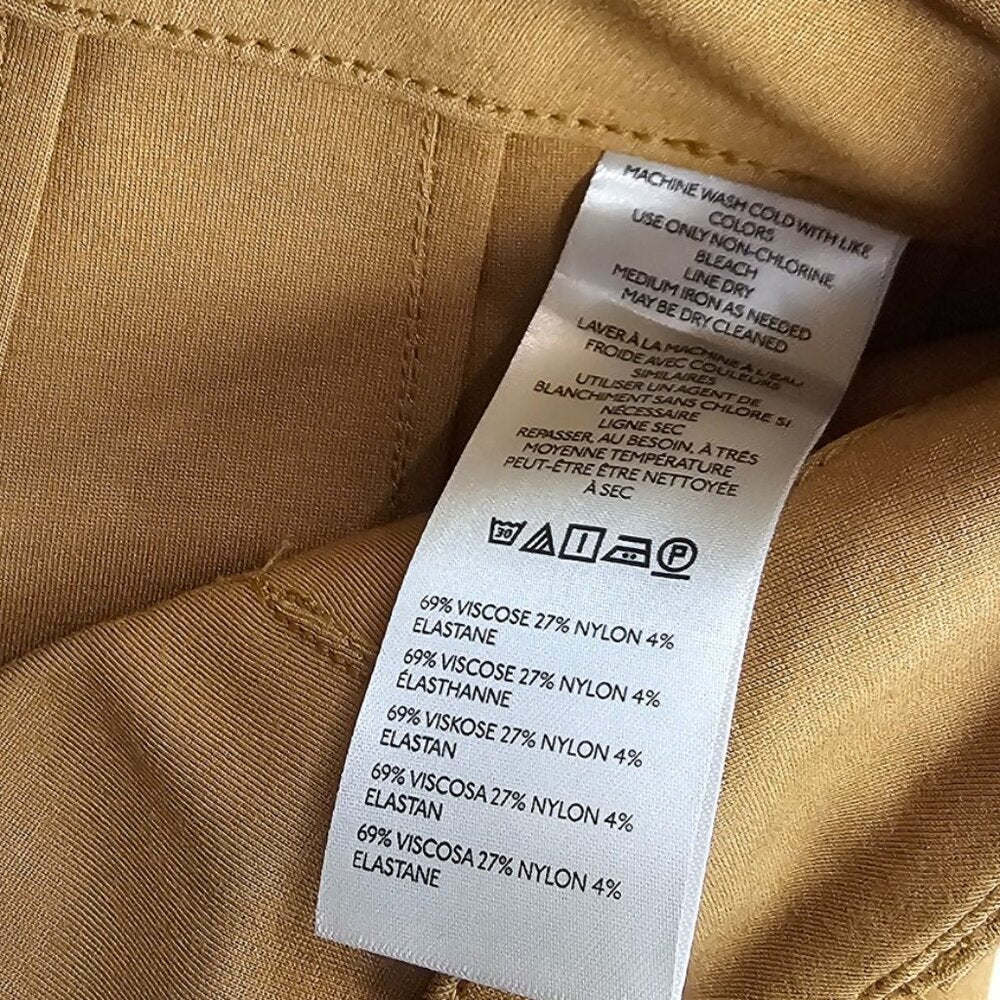 MACHINE WASH COLD WITH LIKE
COLORS
USE ONLY NON-CHLORINE
BLEACH
LINE DRY
MEDIUM IRON AS NEEDED
MAY BE DRY CLEANED
LAVER À LA MACHINE À L'EAU
FROIDE AVEC COULEURS
SIMILAIRES
UTILISER UN AGENT DE
BLANCHIMENT SANS CHLORE SI
NÉCESSAIRE
LIGNE SEC
REPASSER, AU BESOIN, À TRÉS
MOYENNE TEMPÉRATURE
PEUT-ÊTRE ÊTRE NETTOYÉE
À SEC
30 P
69% VISCOSE 27% NYLON 4%
ELASTANE
69% VISCOSE 27% NYLON 4%
ÉLASTHANNE
69% VISKOSE 27% NYLON 4%
ELASTAN
69% VISCOSA 27% NYLON 4%
ELASTAN
69% VISCOSA 27% NYLON 4%
ELASTANE